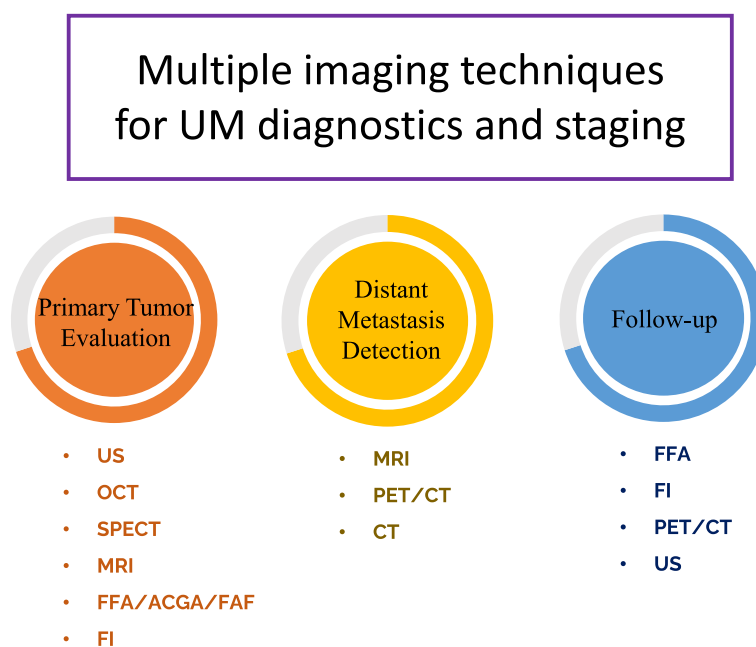 Multiple imaging techniques
for UM diagnostics and staging
Primary Tumor
Evaluation
• US
• OCT
• SPECT
• MRI
• FFA/ACGA/FAF
• FI
Distant
Metastasis
Detection
• MRI
• PET/CT
• CT
Follow-up
• FFA
• FI
• PET/CT
• US